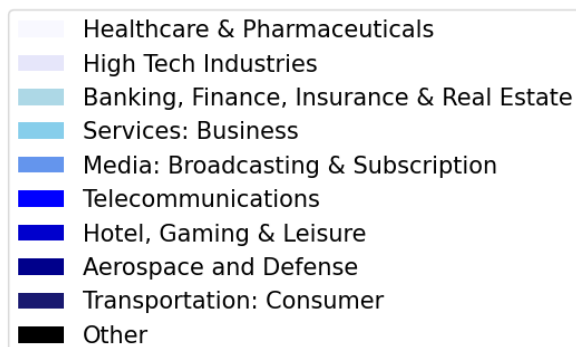 Healthcare & Pharmaceuticals
High Tech Industries
Banking, Finance, Insurance & Real Estate
Services: Business
Media: Broadcasting & Subscription
Telecommunications
Hotel, Gaming & Leisure
Aerospace and Defense
Transportation: Consumer
Other